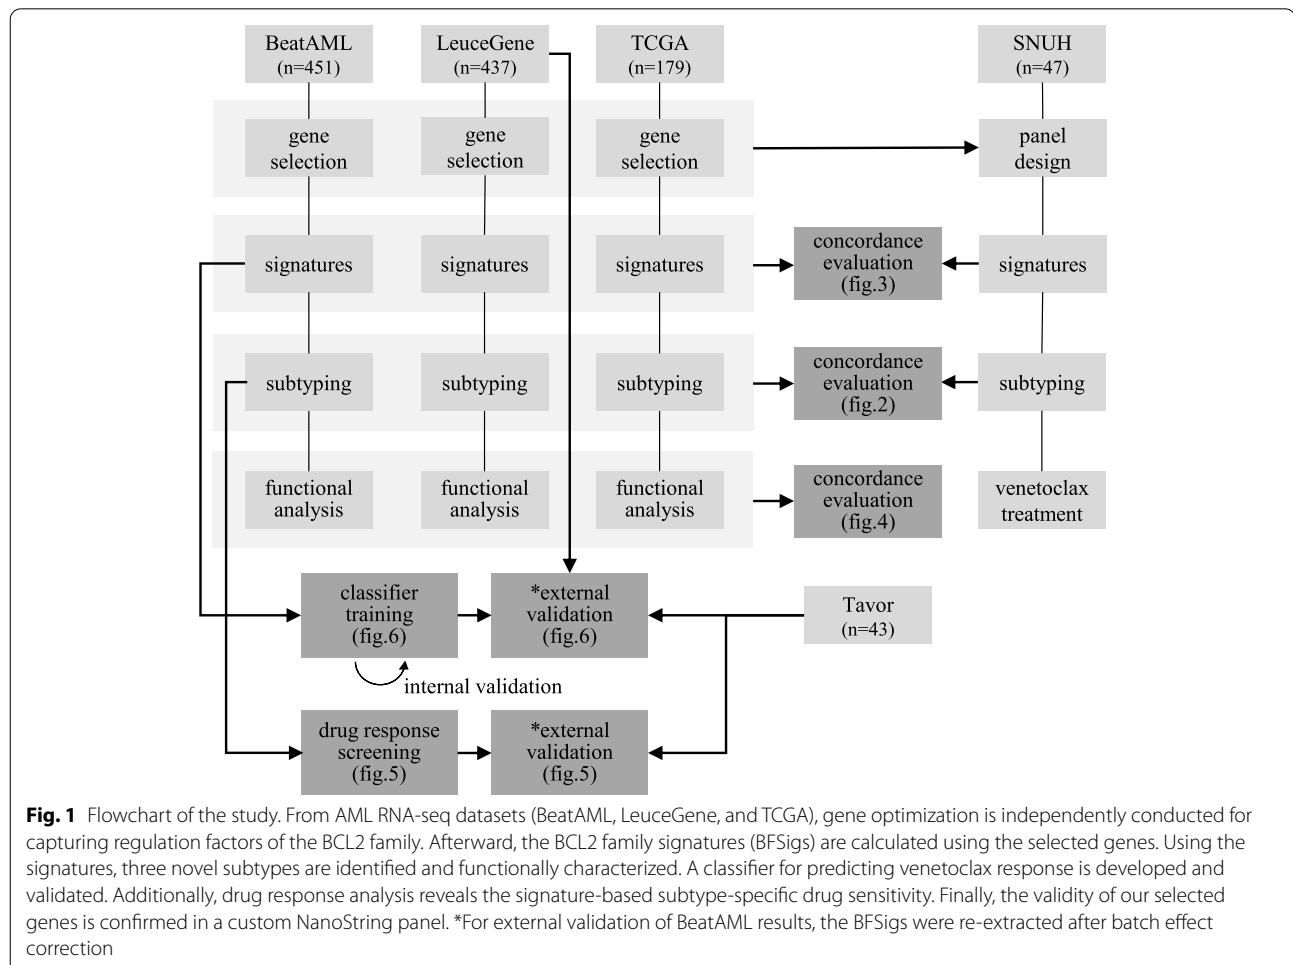 BeatAML
(n=451)
LeuceGene
(n=437)
TCGA
(n=179)
SNUH
(n=47)
gene
selection
gene
selection
gene
selection
panel
design
signatures
signatures
signatures
concordance
evaluation
(fig.3)
signatures
subtyping
subtyping
subtyping
concordance
evaluation
(fig.2)
subtyping
functional
analysis
functional
analysis
functional
analysis
concordance
evaluation
(fig.4)
venetoclax
treatment
classifier
training
(fig.6)
*external
validation
(fig.6)
Tavor
(n=43)
internal validation
drug response
screening
(fig.5)
*external
validation
(fig.5)
Fig. 1 Flowchart of the study. From AML RNA-seq datasets (BeatAML, LeuceGene, and TCGA), gene optimization is independently conducted for
capturing regulation factors of the BCL2 family. Afterward, the BCL2 family signatures (BFSigs) are calculated using the selected genes. Using the
signatures, three novel subtypes are identified and functionally characterized. A classifier for predicting venetoclax response is developed and
validated. Additionally, drug response analysis reveals the signature-based subtype-specific drug sensitivity. Finally, the validity of our selected
genes is confirmed in a custom NanoString panel. *For external validation of BeatAML results, the BFSigs were re-extracted after batch effect
correction